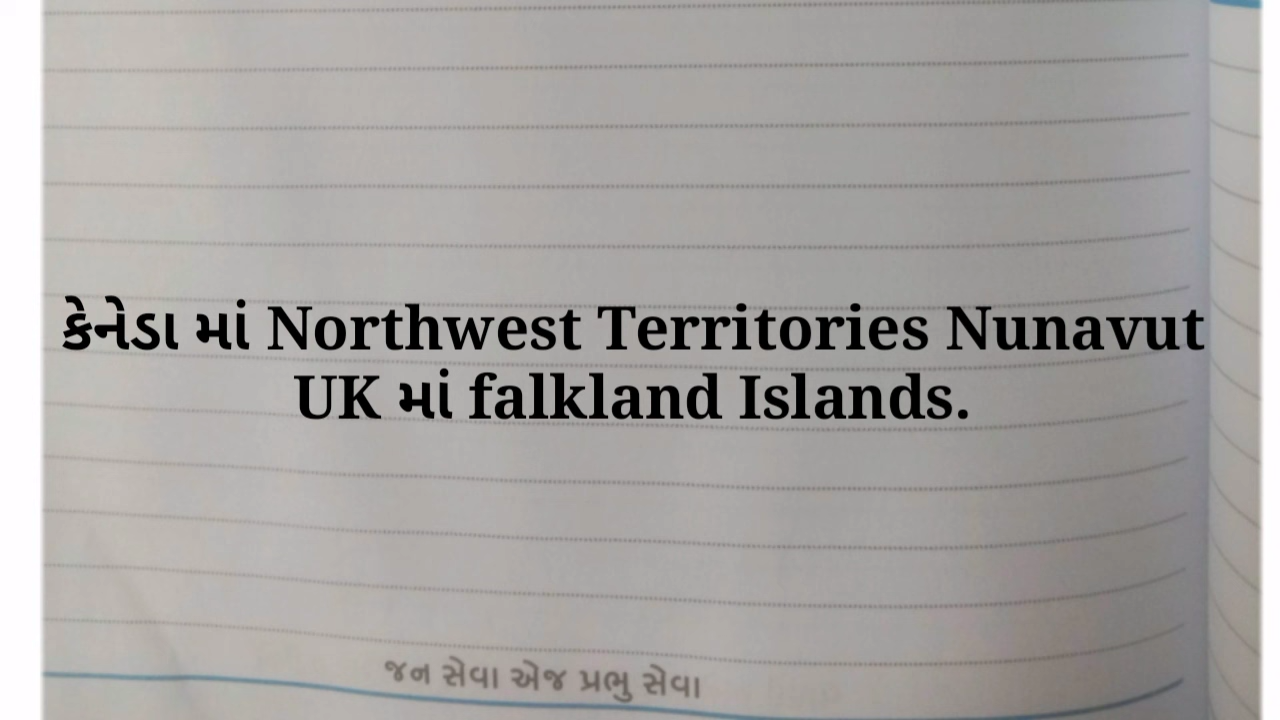 કેનેડા માં Northwest Territories Nunavut
UK માં falkland Islands.
જન સેવા એજ પ્રભુ સેવા